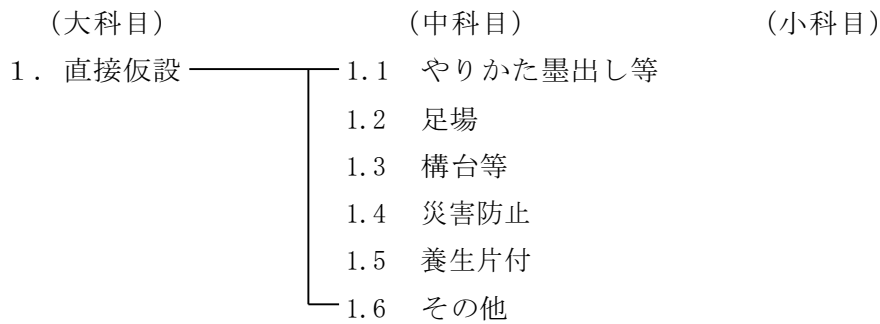 （大科目） （中科目） （小科目）
１．直接仮設 1.1 やりかた墨出し等
1.2 足場
1.3 構台等
1.4 災害防止
1.5 養生片付
1.6 その他